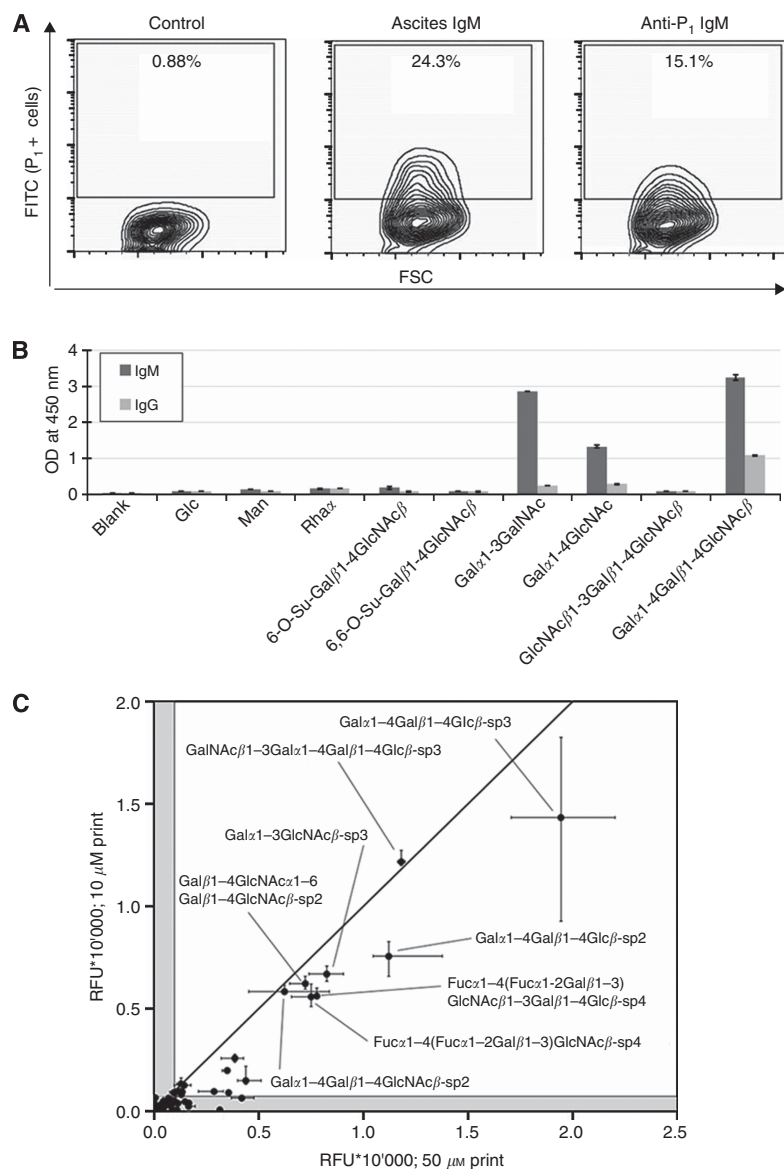 A
Control
Ascites IgM
Anti-P1 IgM
0.88%
24.3%
15.1%
FITC (P1+ cells)
FSC
B
OD at 450 nm
4
3
2
1
0
IgM
IgG
Blank
Glc
Man
Rhaα
6-O-Su-Galβ1-4GlcNAcβ
6,6-O-Su-Galβ1-4GlcNAcβ
Galα1-3GalNAc
Galα1-4GlcNAc
GlcNAcβ1-3Galβ1-4GlcNAcβ
Galα1-4Galβ1-4GlcNAcβ
C
RFU*10'000; 10 μM print
2.0
1.5
1.0
0.5
0.0
Galα1–4Galβ1–4Glcβ-sp3
GalNAcβ1–3Galα1–4Galβ1–4Glcβ-sp3
Galα1–3GlcNAcβ-sp3
Galβ1–4GlcNAcα1–6
Galβ1–4GlcNAcβ-sp2
Galα1–4Galβ1–4Glcβ-sp2
Fucα1–4(Fucα1-2Galβ1–3)
GlcNAcβ1–3Galβ1–4Glcβ-sp4
Fucα1–4(Fucα1–2Galβ1–3)GlcNAcβ-sp4
Galα1–4Galβ1–4GlcNAcβ-sp2
0.0
0.5
1.0
1.5
2.0
2.5
RFU*10'000; 50 μM print